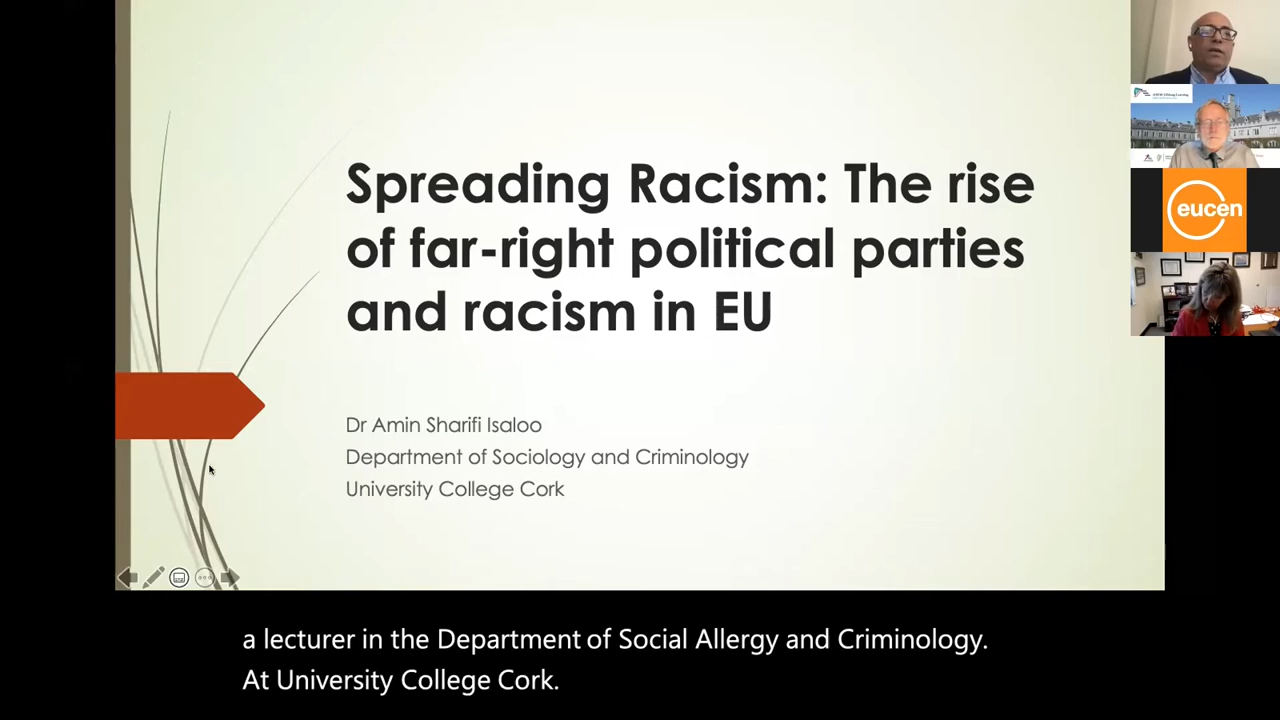 Spreading Racism: The rise
of far-right political parties
and racism in EU
Dr Amin Sharifi Isaloo
Department of Sociology and Criminology
University College Cork
eucen
a lecturer in the Department of Social Allergy and Criminology.
At University College Cork.